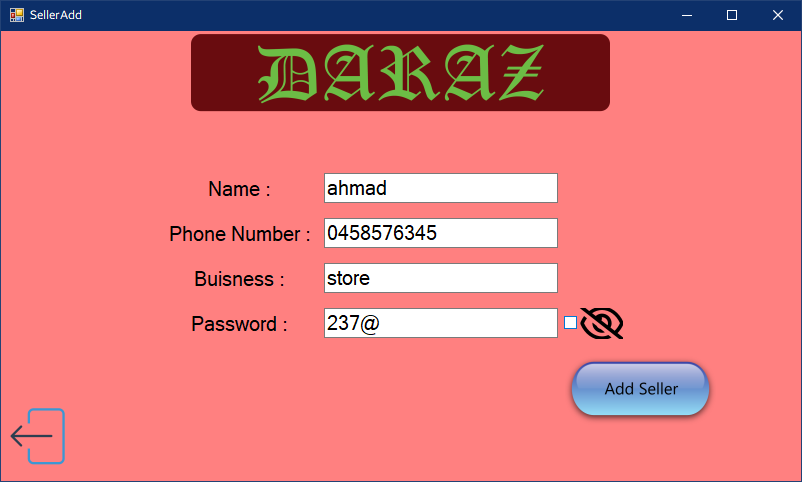 SellerAdd
DARAZ
Name : ahmad
Phone Number : 0458576345
Buisness : store
Password : 237@
Add Seller